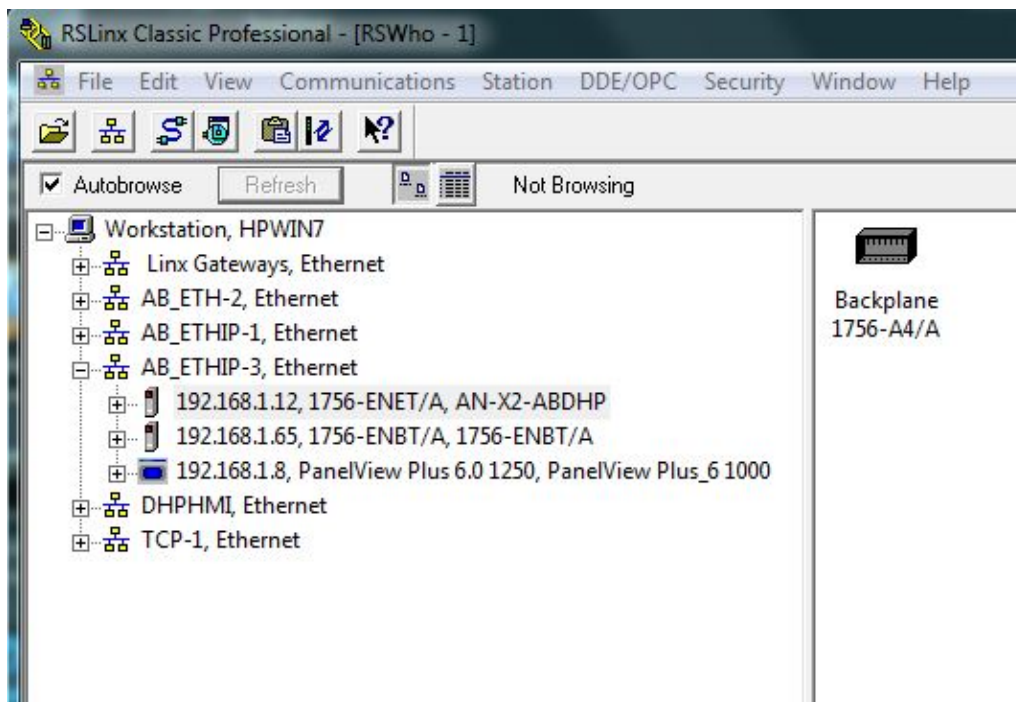 RSLinx Classic Professional - [RSWho - 1]
File Edit View Communications Station DDE/OPC Security Window Help
Autobrowse Refresh Not Browsing
Workstation, HPWIN7
Linx Gateways, Ethernet
AB_ETH-2, Ethernet
AB_ETHIP-1, Ethernet
AB_ETHIP-3, Ethernet
192.168.1.12, 1756-ENET/A, AN-X2-ABDHP
192.168.1.65, 1756-ENBT/A, 1756-ENBT/A
192.168.1.8, PanelView Plus 6.0 1250, PanelView Plus_6 1000
DHPHMI, Ethernet
TCP-1, Ethernet
Backplane
1756-A4/A